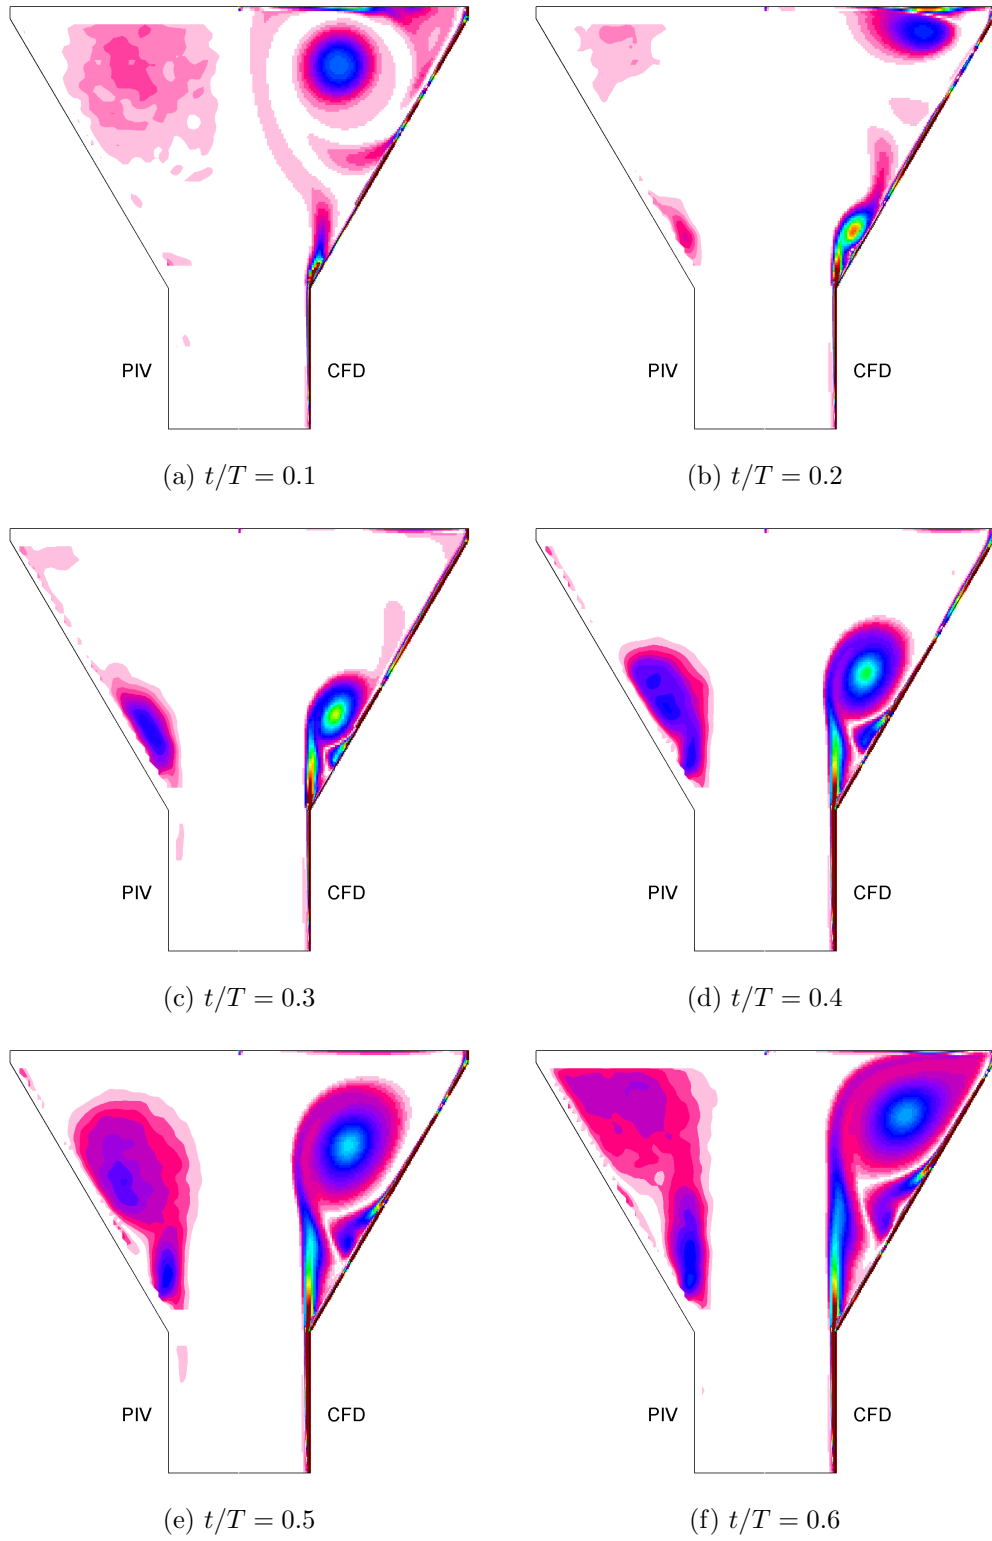 PIV CFD
PIV CFD
(a) t/T = 0.1
(b) t/T = 0.2
PIV CFD
PIV CFD
(c) t/T = 0.3
(d) t/T = 0.4
PIV CFD
PIV CFD
(e) t/T = 0.5
(f) t/T = 0.6